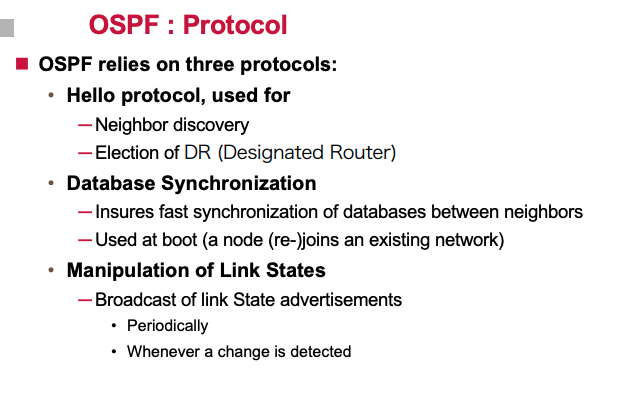 OSPF : Protocol
OSPF relies on three protocols:
• Hello protocol, used for
— Neighbor discovery
— Election of DR (Designated Router)
• Database Synchronization
— Insures fast synchronization of databases between neighbors
— Used at boot (a node (re-)joins an existing network)
• Manipulation of Link States
— Broadcast of link State advertisements
• Periodically
• Whenever a change is detected